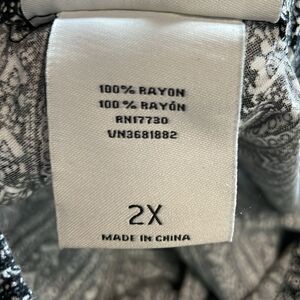 100% RAYON
100% RAYÓN
RN17730
VN3681882
2X
MADE IN CHINA